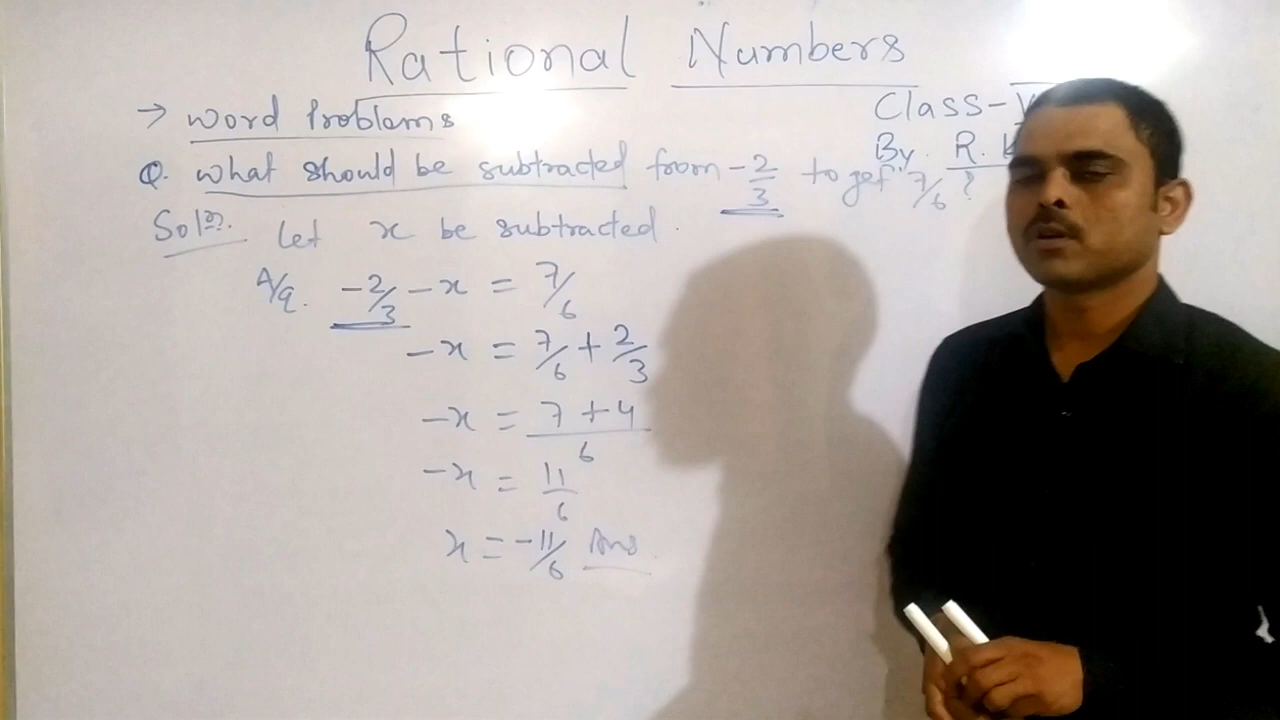 Rational Numbers
→ Word Problems
Class-
By. R.
Q. what should be subtracted from -2/3 to get 7/6 ?
Sol?. Let x be subtracted.
A/q. -2/3 - x = 7/6
-x = 7/6 + 2/3
-x = 7 + 4 / 6
-x = 11/6
x = -11/6 Ans